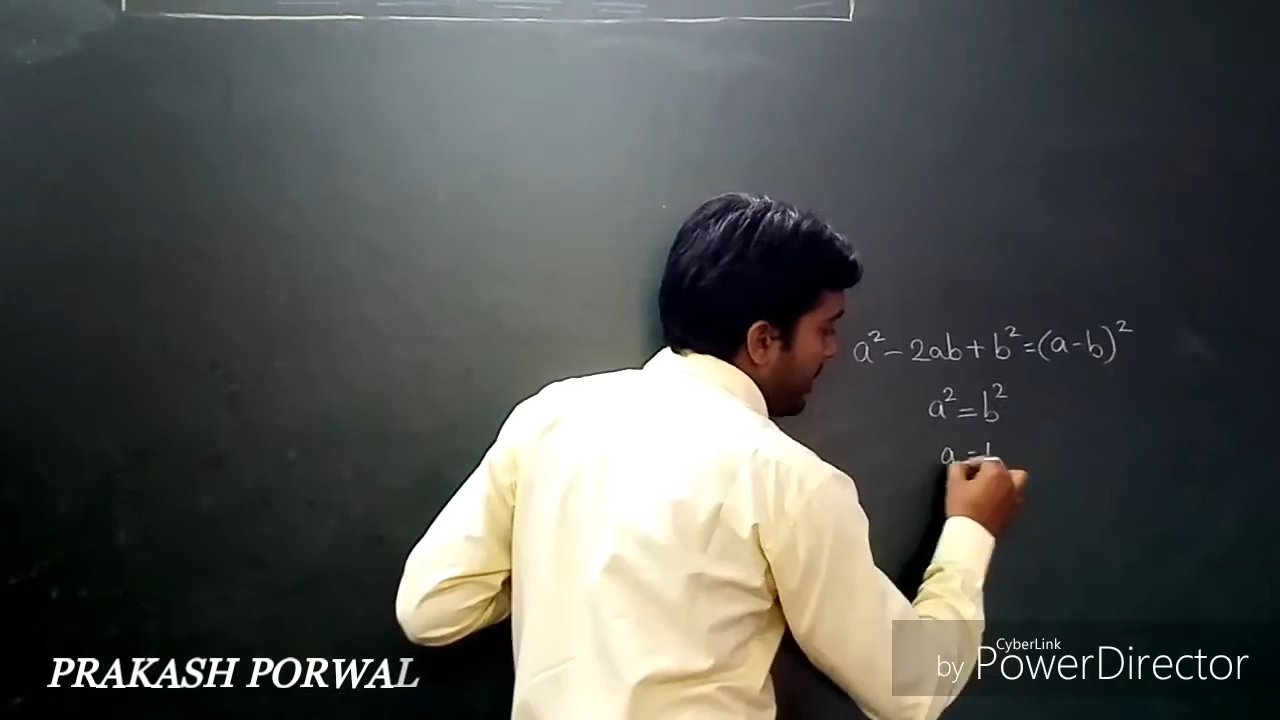 a² - 2ab + b² = (a - b)²
a² = b²
a =
PRAKASH PORWAL
CyberLink
by PowerDirector